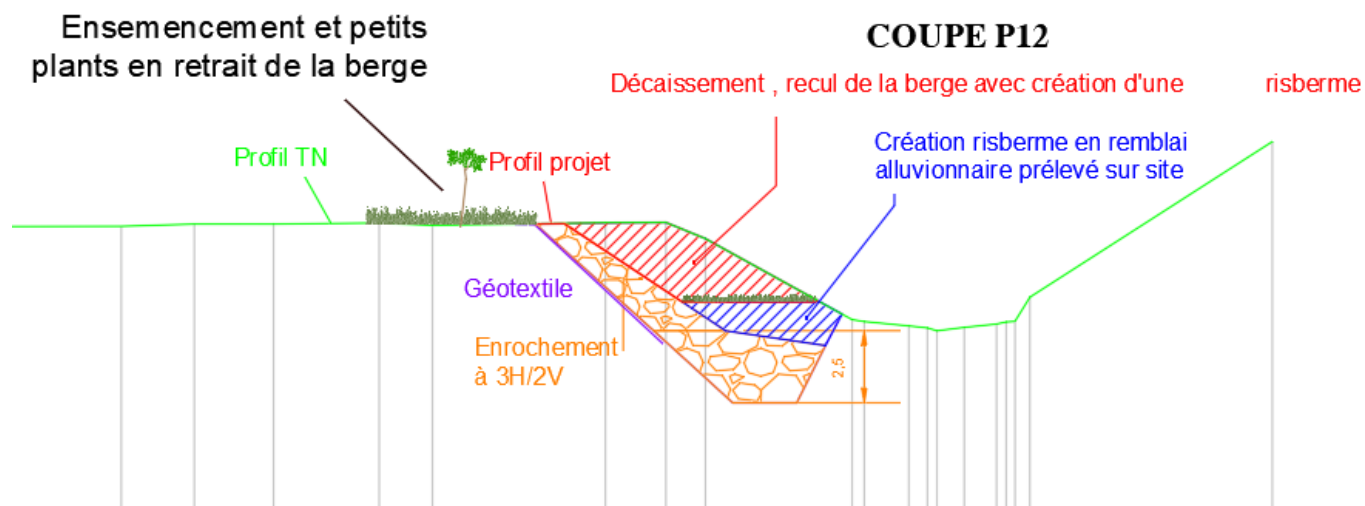 Ensemencement et petits
plants en retrait de la berge
COUPE P12
Décaissement , recul de la berge avec création d'une risberme
Création risberme en remblai
alluvionnaire prélevé sur site
Profil TN
Profil projet
Géotextile
Enrochement
à 3H/2V
2,5